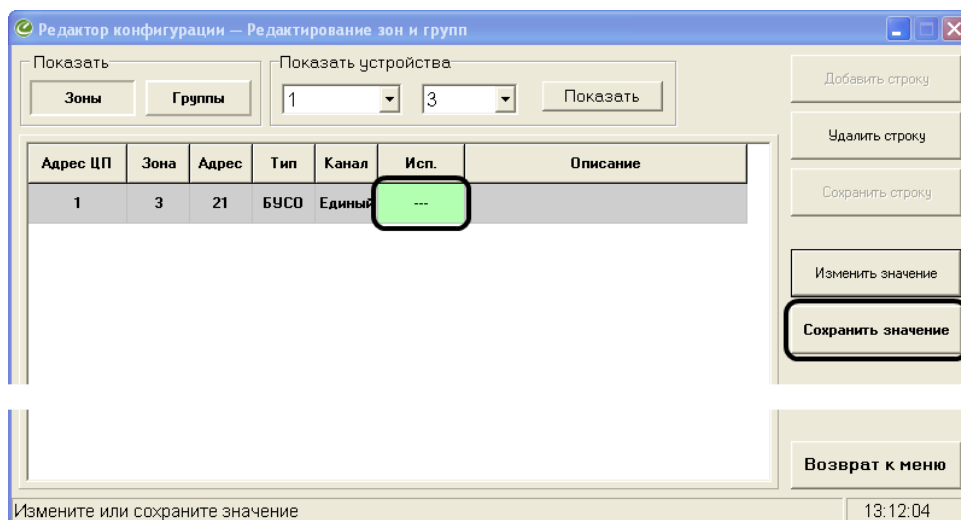 Редактор конфигурации — Редактирование зон и групп
Показать
Зоны Группы
Показать устройства
1 3 Показать
Добавить строку
Удалить строку
Сохранить строку
Изменить значение
Сохранить значение
Адрес ЦП Зона Адрес Тип Канал Исп. Описание
1 3 21 БУСО Единый ---
Возврат к меню
Измените или сохраните значение 13:12:04